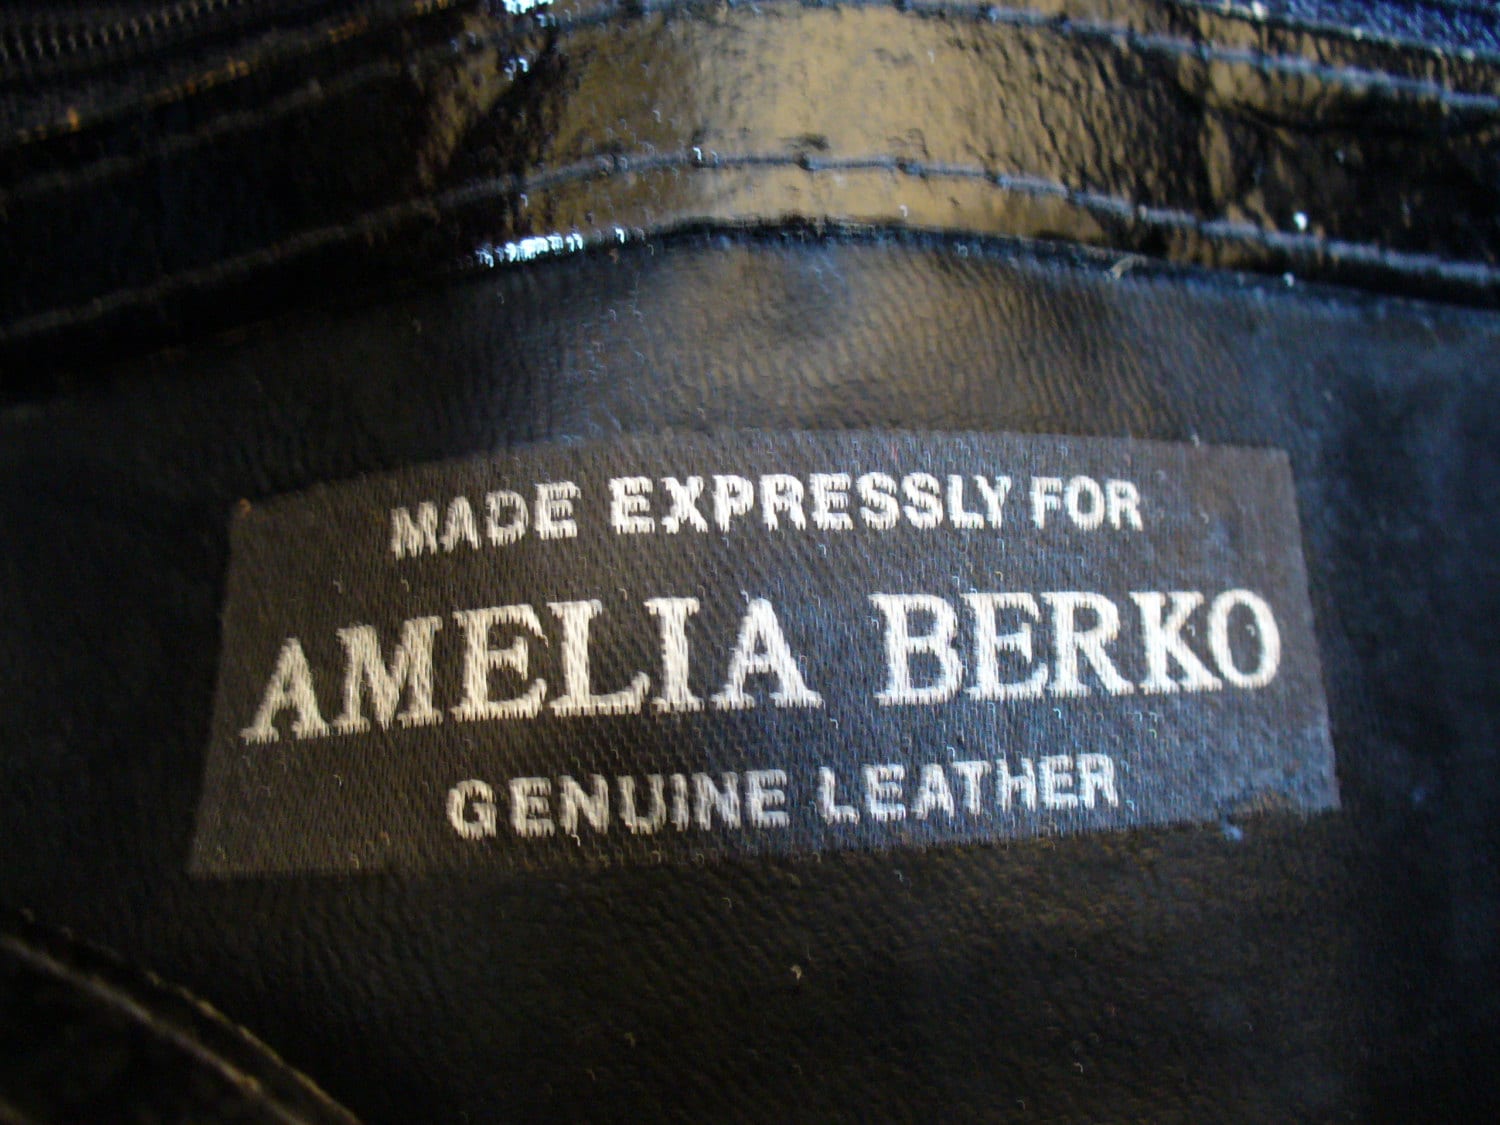 MADE EXPRESSLY FOR
AMELIA BERKO
GENUINE LEATHER